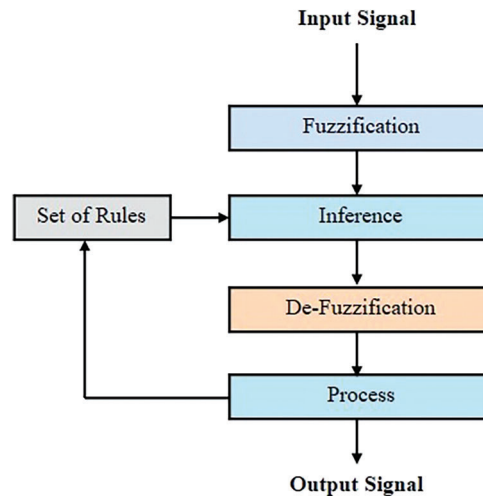 Input Signal
Fuzzification
Set of Rules
Inference
De-Fuzzification
Process
Output Signal